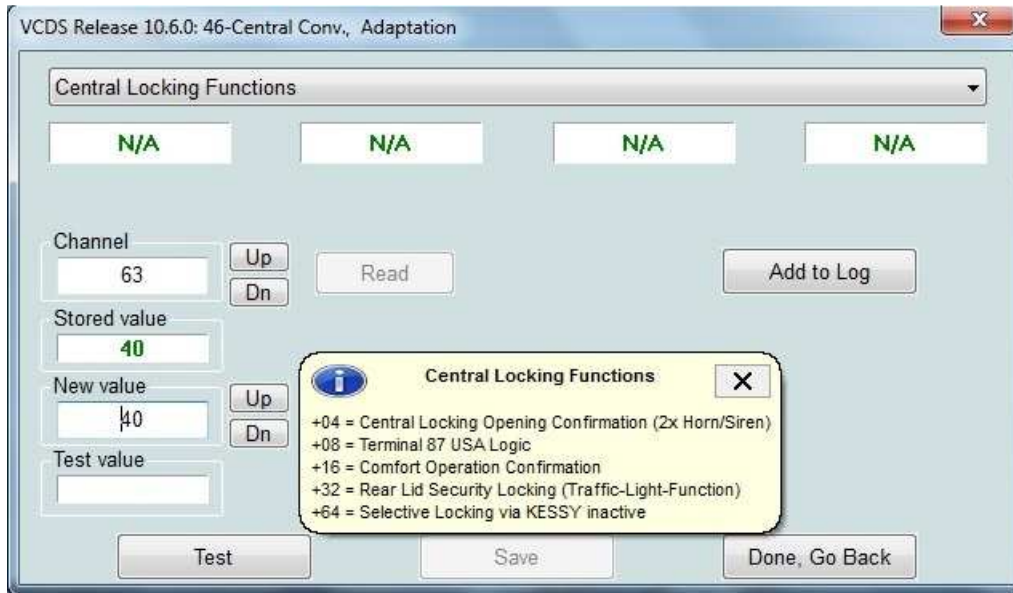 VCDS Release 10.6.0: 46-Central Conv., Adaptation
Central Locking Functions
N/A N/A N/A N/A
Channel
63
Up
Dn
Read
Add to Log
Stored value
40
New value
40
Up
Dn
Test value
Central Locking Functions
+04 = Central Locking Opening Confirmation (2x Horn/Siren)
+08 = Terminal 87 USA Logic
+16 = Comfort Operation Confirmation
+32 = Rear Lid Security Locking (Traffic-Light-Function)
+64 = Selective Locking via KESSY inactive
Test
Save
Done, Go Back